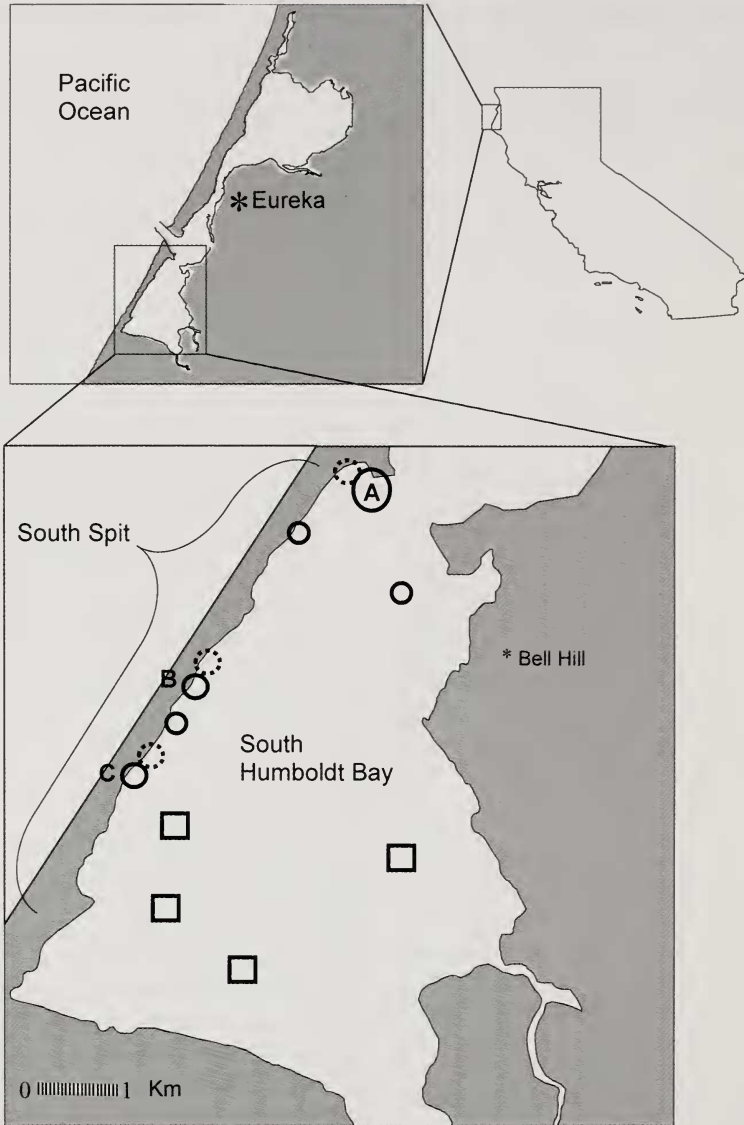 Pacific
Ocean
*Eureka
South Spit
A
* Bell Hill
B
South
Humboldt Bay
C
0 1 Km